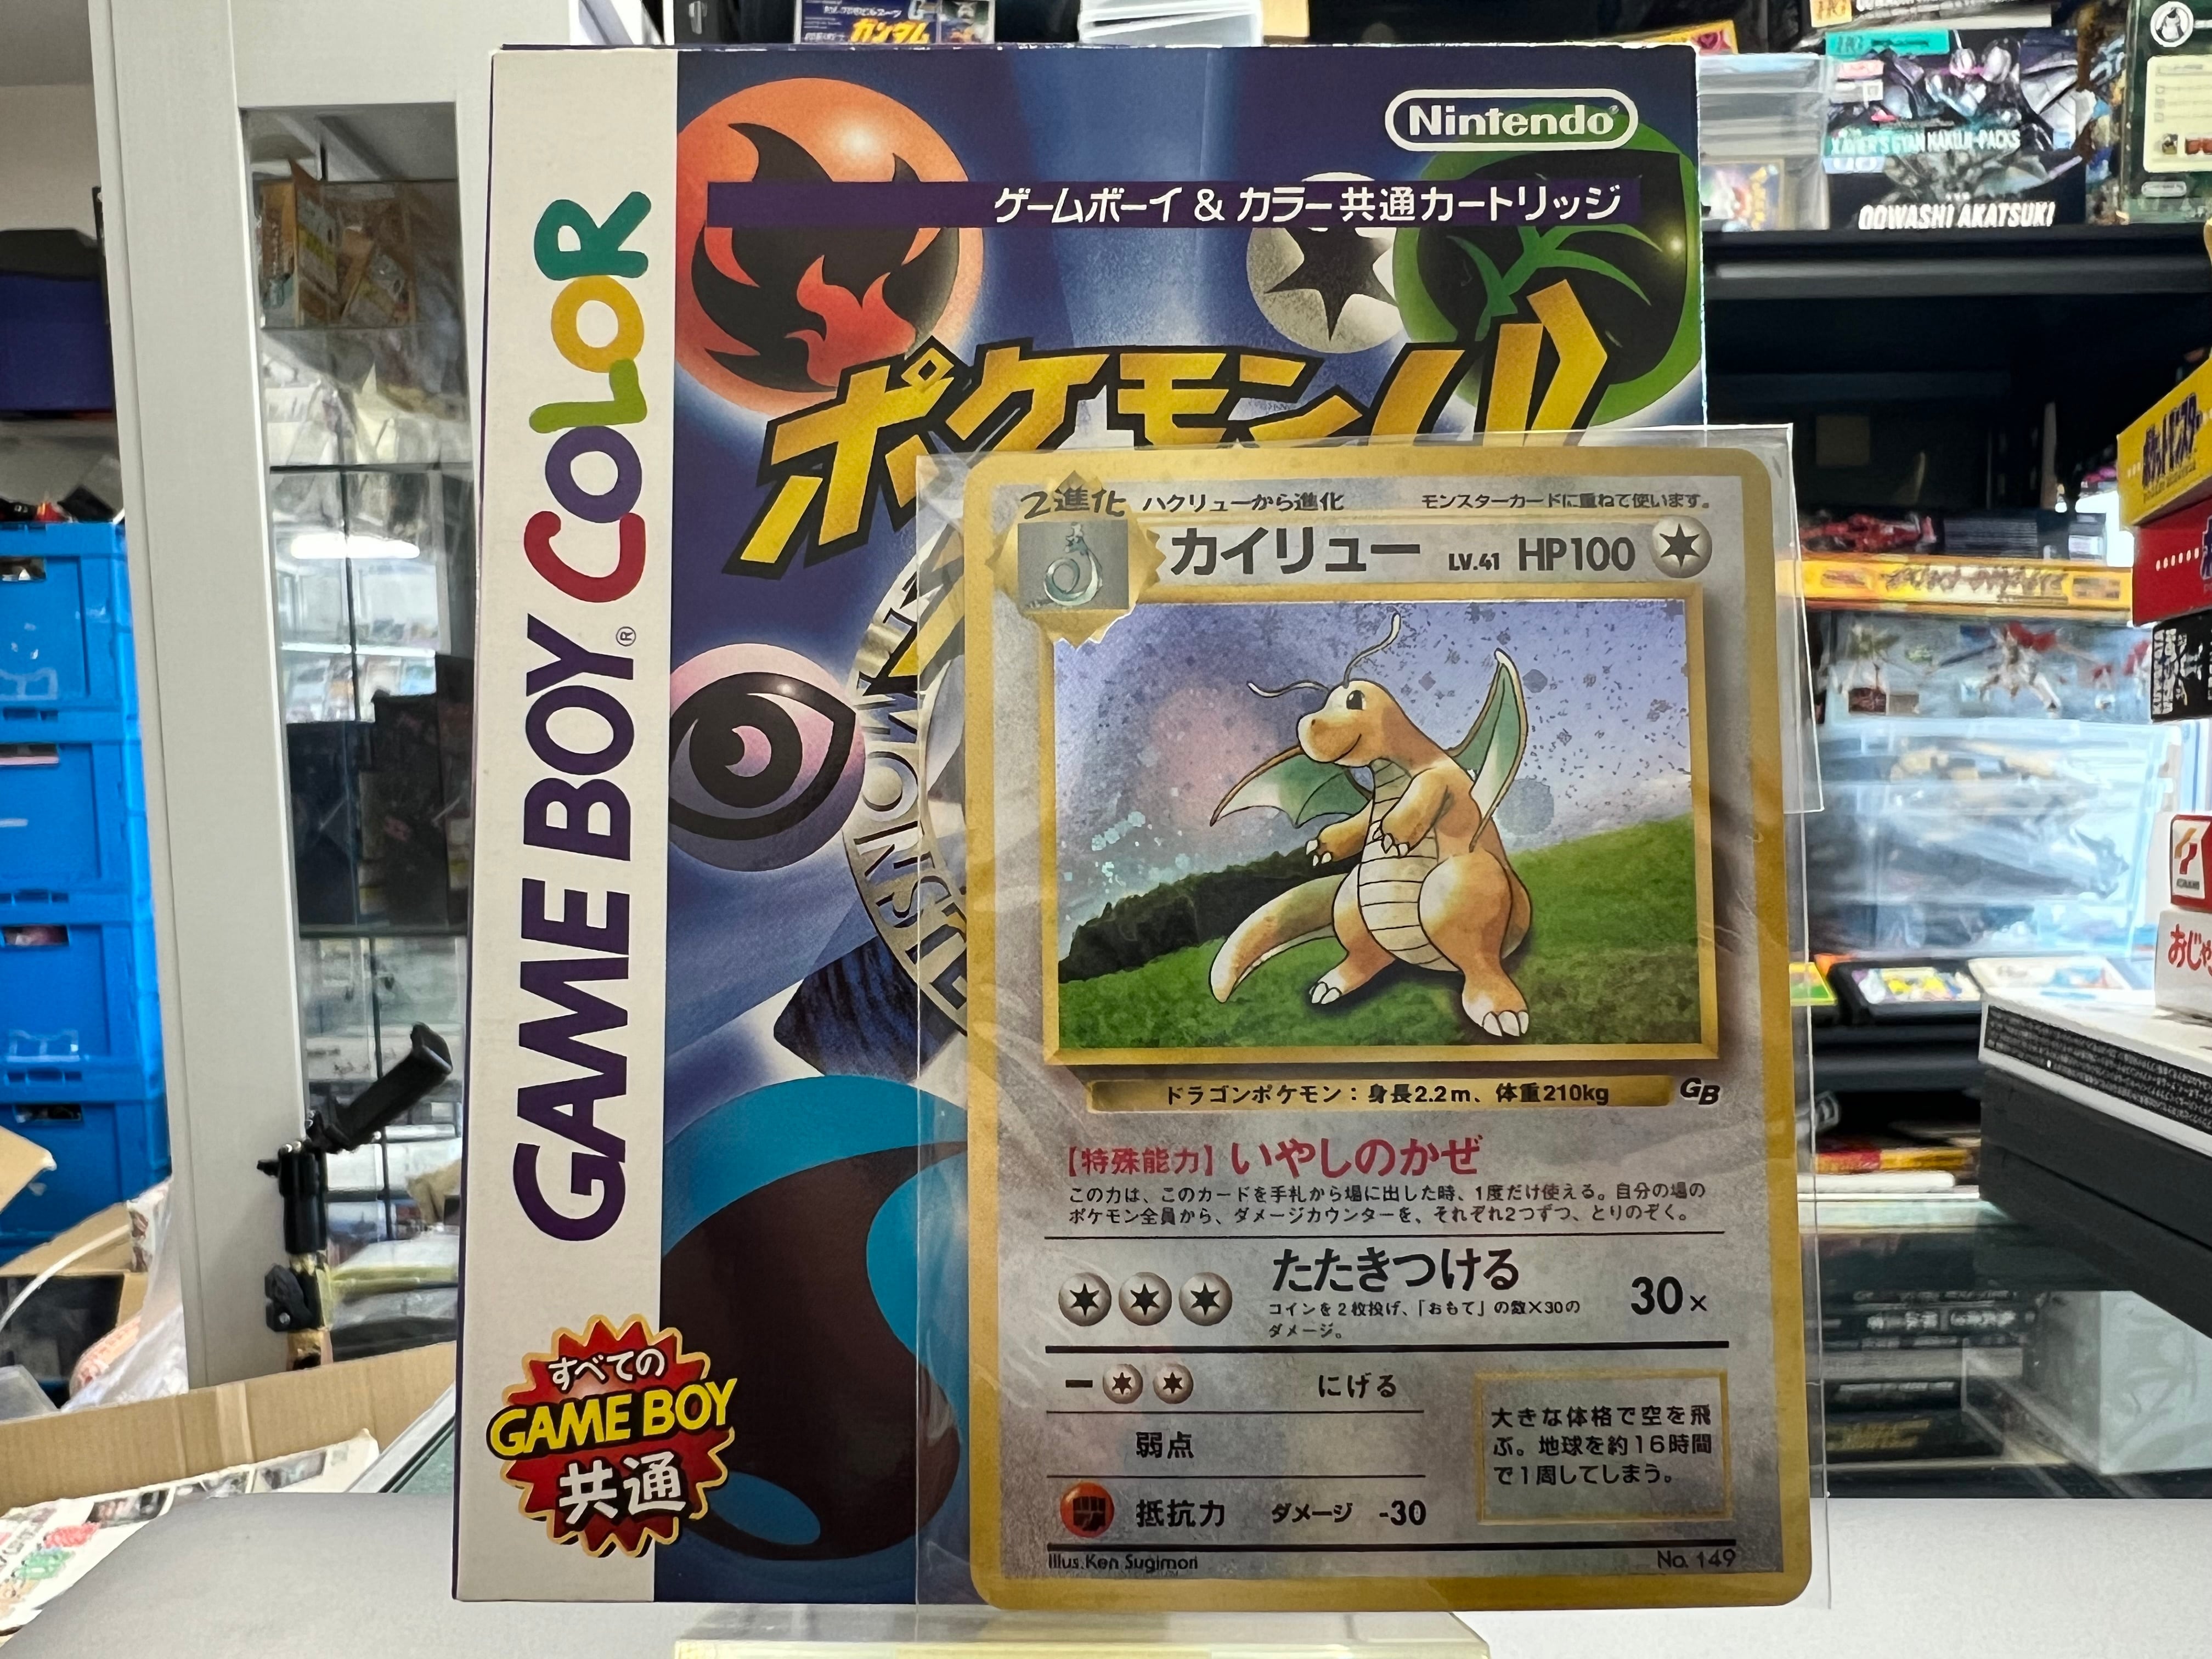 ガンダム
Nintendo
ゲームボーイ & カラー共通カートリッジ
ポケモン
GAME BOY COLOR
®
すべての
GAME BOY
共通
2進化 ハクリューから進化 モンスターカードに重ねて使います。
カイリュー LV.41 HP100
ドラゴンポケモン：身長2.2m、体重210kg GB
【特殊能力】いやしのかぜ
この力は、このカードを手札から場に出した時、1度だけ使える。自分の場の
ポケモン全員から、ダメージカウンターを、それぞれ2つずつ、とりのぞく。
たたきつける 30×
コインを2枚投げ、「おもて」の数×30の
ダメージ。
− にげる
弱点
抵抗力 ダメージ -30
大きな体格で空を飛
ぶ。地球を約16時間
で1周してしまう。
Illus.Ken Sugimori No. 149
OOWASHI AKATSUKI
おじゃ